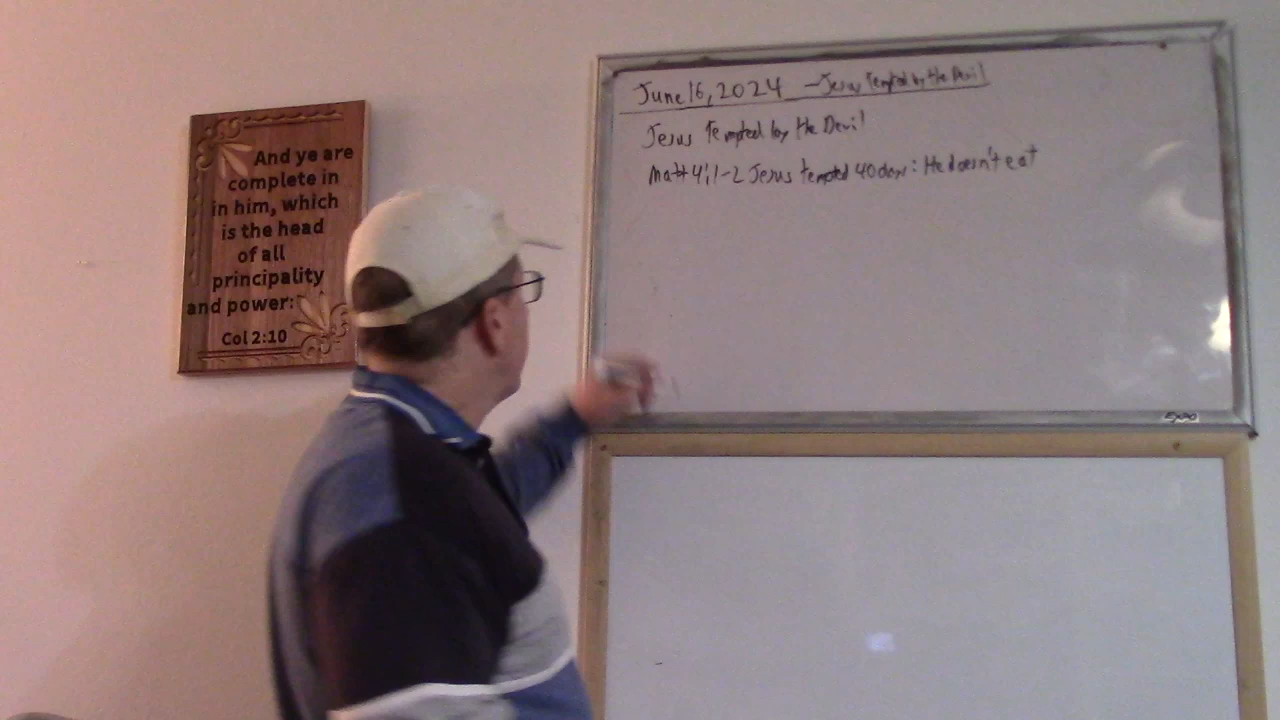 And ye are
complete in
in him, which
is the head
of all
principality
and power:
Col 2:10
June 16, 2024 - Jesus Tempted by the Devil
Jesus Tempted by the Devil
Matt 4:1-2 Jesus tempted 40 days: He doesn't eat
EXPO